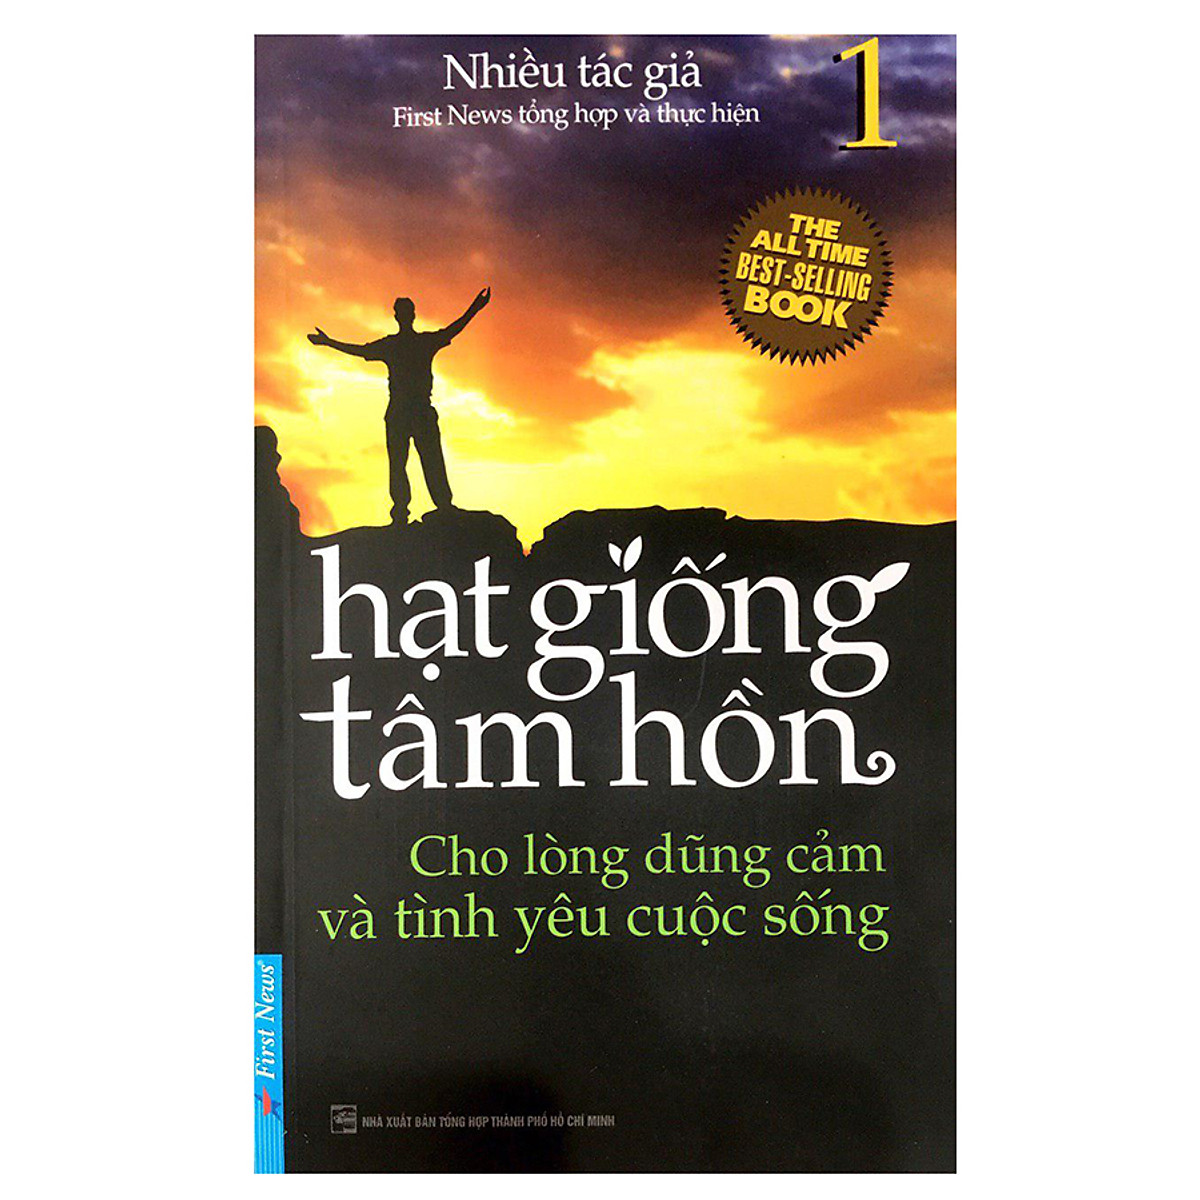 Nhiều tác giả
First News tổng hợp và thực hiện
1
THE
ALL TIME
BEST-SELLING
BOOK
hạt giống
tâm hồn
Cho lòng dũng cảm
và tình yêu cuộc sống
First News®
NHÀ XUẤT BẢN TỔNG HỢP THÀNH PHỐ HỒ CHÍ MINH